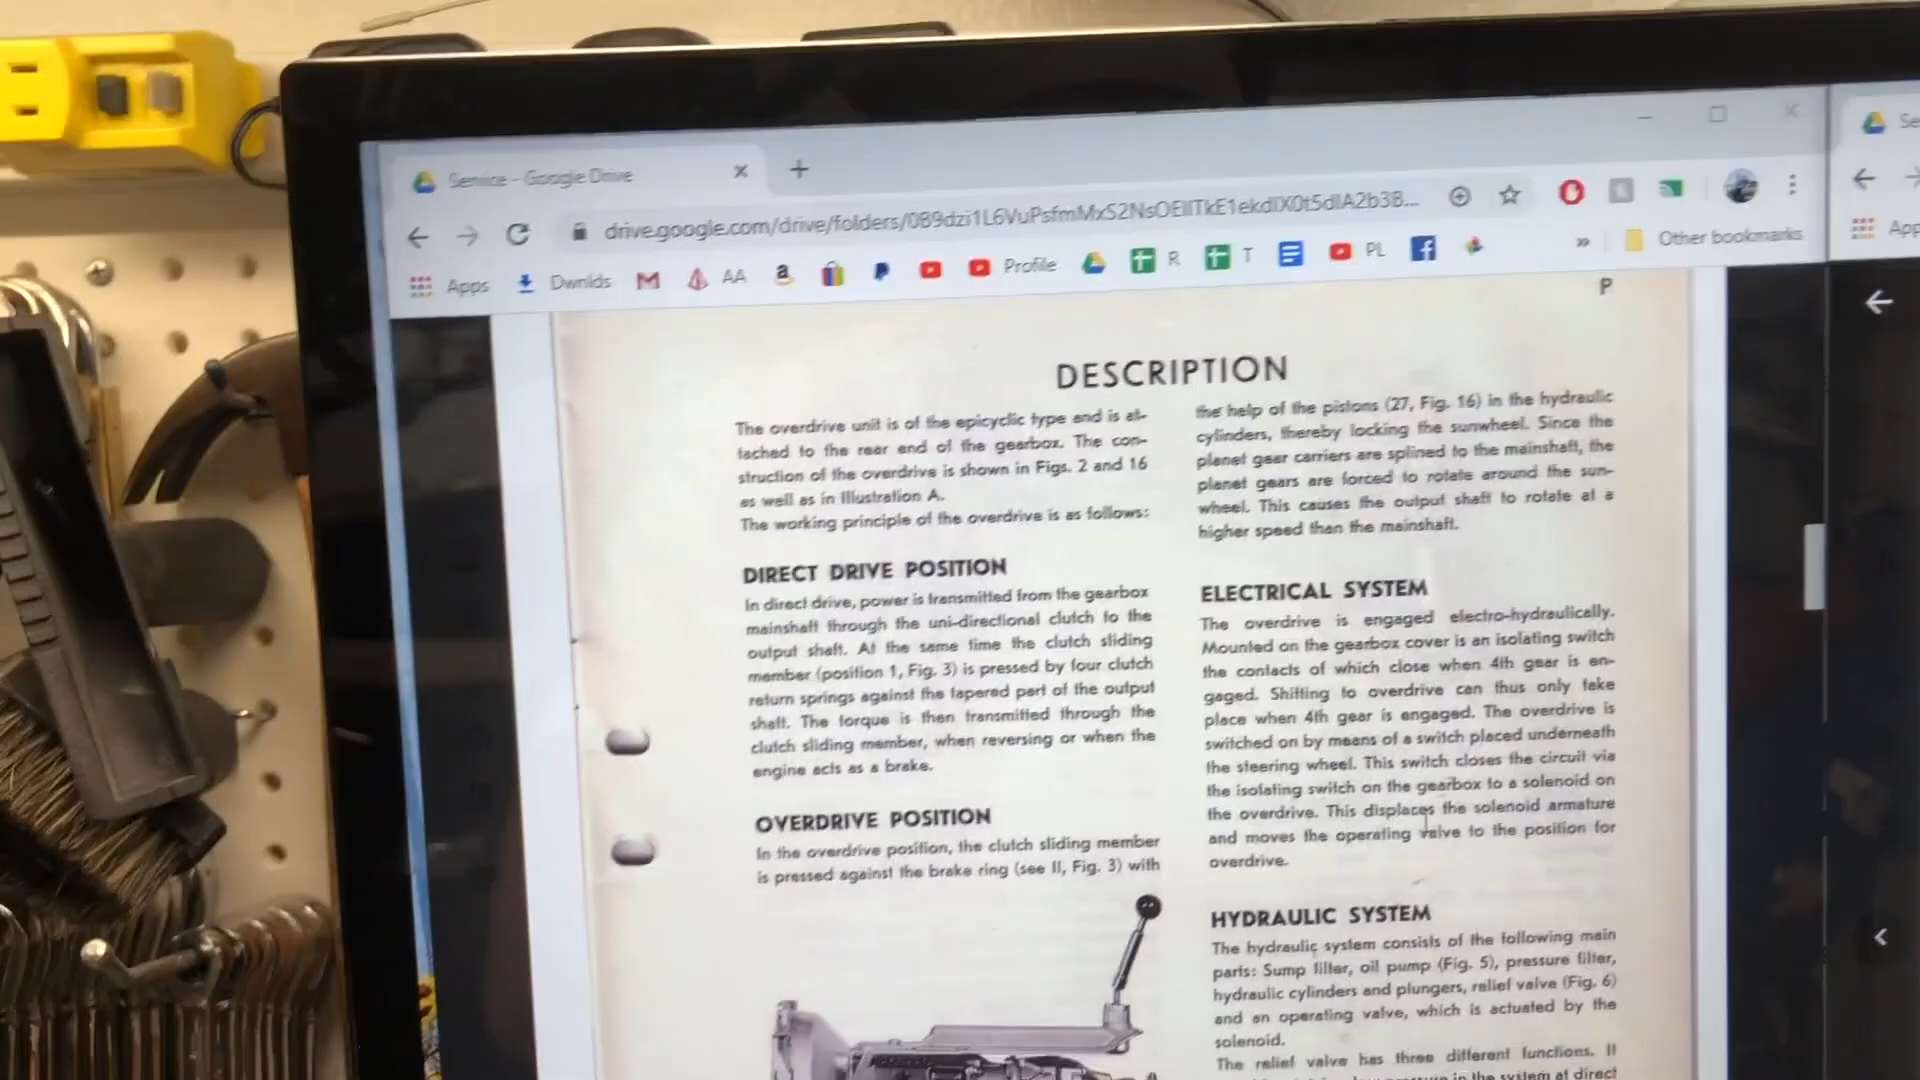 Service - Google Drive
Se
drive.google.com/drive/folders/
Apps
Dwnlds
AA
Profile
R
T
PL
»
Other bookmarks
App
P
DESCRIPTION
The overdrive unit is of the epicyclic type and is at-
tached to the rear end of the gearbox. The con-
struction of the overdrive is shown in Figs. 2 and 16
as well as in Illustration A.
The working principle of the overdrive is as follows:
DIRECT DRIVE POSITION
In direct drive, power is transmitted from the gearbox
mainshaft through the uni-directional clutch to the
output shaft. At the same time the clutch sliding
member (position 1, Fig. 3) is pressed by four clutch
return springs against the tapered part of the output
shaft. The torque is then transmitted through the
clutch sliding member, when reversing or when the
engine acts as a brake.
OVERDRIVE POSITION
In the overdrive position, the clutch sliding member
is pressed against the brake ring (see II, Fig. 3) with
the help of the pistons (27, Fig. 16) in the hydraulic
cylinders, thereby locking the sunwheel. Since the
planet gear carriers are splined to the mainshaft, the
planet gears are forced to rotate around the sun-
wheel. This causes the output shaft to rotate at a
higher speed than the mainshaft.
ELECTRICAL SYSTEM
The overdrive is engaged electro-hydraulically.
Mounted on the gearbox cover is an isolating switch
the contacts of which close when 4th gear is en-
gaged. Shifting to overdrive can thus only take
place when 4th gear is engaged. The overdrive is
switched on by means of a switch placed underneath
the steering wheel. This switch closes the circuit via
the isolating switch on the gearbox to a solenoid on
the overdrive. This displaces the solenoid armature
and moves the operating valve to the position for
overdrive.
HYDRAULIC SYSTEM
The hydraulic system consists of the following main
parts: Sump filter, oil pump (Fig. 5), pressure filter,
hydraulic cylinders and plungers, relief valve (Fig. 6)
and an operating valve, which is actuated by the
solenoid.
The relief valve has three different functions. It
in the system at direct